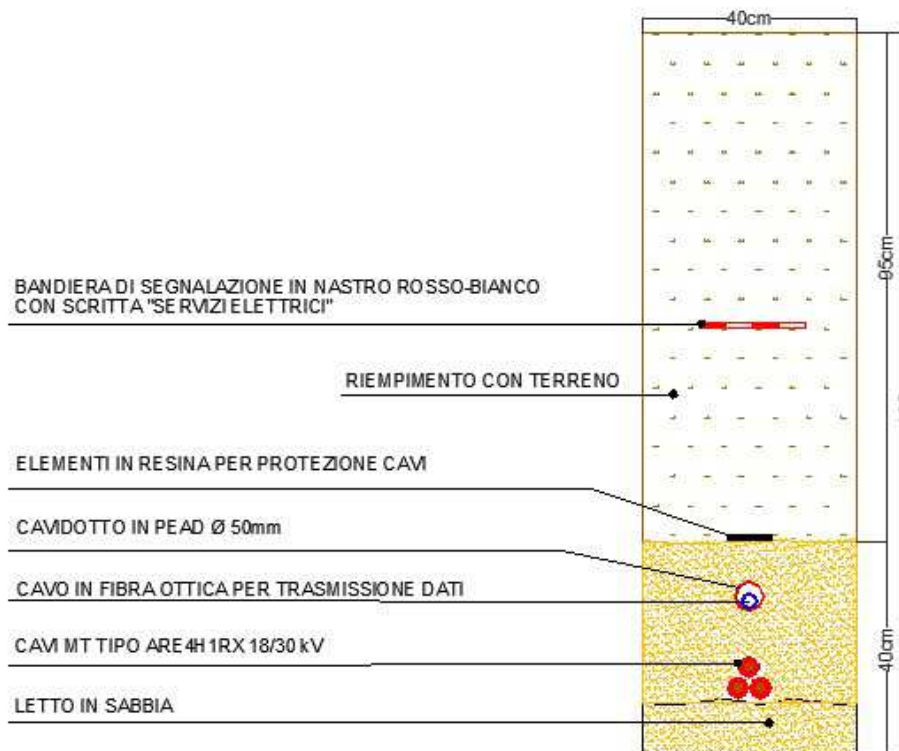 40cm
95cm
BANDIERA DI SEGNALAZIONE IN NASTRO ROSSO-BIANCO
CON SCRITTA "SERVIZI ELETTRICI"
RIEMPIMENTO CON TERRENO
ELEMENTI IN RESINA PER PROTEZIONE CAVI
CAVIDOTTO IN PEAD Ø 50mm
CAVO IN FIBRA OTTICA PER TRASMISSIONE DATI
CAVI MT TIPO ARE4H1RX 18/30 kV
40cm
LETTO IN SABBIA